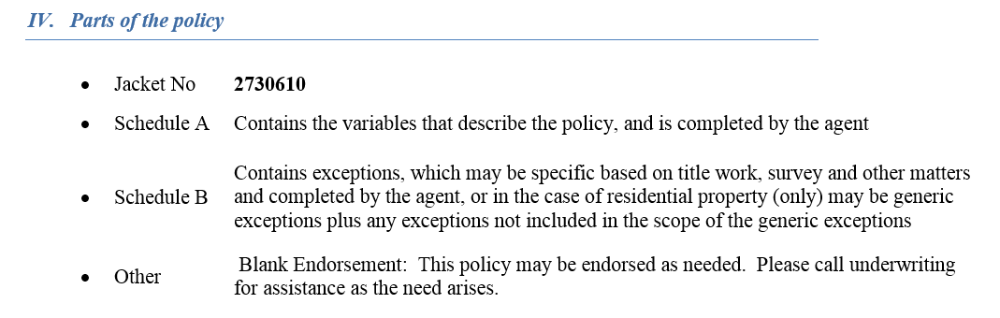 IV. Parts of the policy
• Jacket No 2730610
• Schedule A Contains the variables that describe the policy, and is completed by the agent
Contains exceptions, which may be specific based on title work, survey and other matters
• Schedule B and completed by the agent, or in the case of residential property (only) may be generic
exceptions plus any exceptions not included in the scope of the generic exceptions
Blank Endorsement: This policy may be endorsed as needed. Please call underwriting
• Other
for assistance as the need arises.